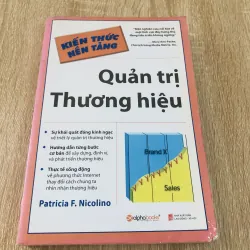 KIẾN THỨC
NỀN TẢNG
Quản trị
Thương hiệu
Sự khái quát đáng kinh ngạc
về triết lý quản trị thương hiệu
Hướng dẫn từng bước
cơ bản để xây dựng, định vị
và phát triển thương hiệu
Thực tế sống động
về phương thức Internet
thay đổi cách chúng ta
nhìn nhận thương hiệu
Brand X
Sales
Patricia F. Nicolino
alphabooks